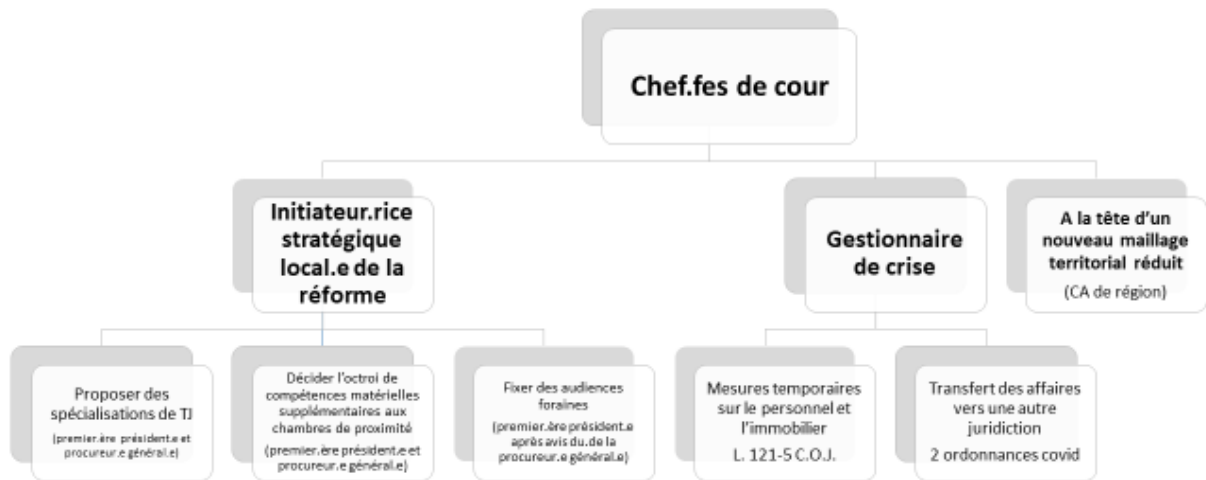 Chef.fes de cour
Initiateur.rice
stratégique
local.e de la
réforme
Gestionnaire
de crise
A la tête d'un
nouveau maillage
territorial réduit
(CA de région)
Proposer des
spécialisations de TJ
(premier.ère président.e et
procureur.e général.e)
Décider l'octroi de
compétences matérielles
supplémentaires aux
chambres de proximité
(premier.ère président.e et
procureur.e général.e)
Fixer des audiences
foraines
(premier.ère président.e
après avis du.de la
procureur.e général.e)
Mesures temporaires
sur le personnel et
l'immobilier
L. 121-5 C.O.J.
Transfert des affaires
vers une autre
juridiction
2 ordonnances covid